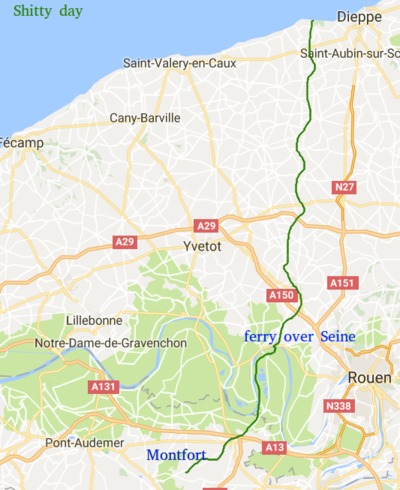 Shitty day
Dieppe
Saint-Aubin-sur-Sc
Saint-Valery-en-Caux
Cany-Barville
Fécamp
N27
A29
A29
Yvetot
A151
A150
Lillebonne
ferry over Seine
Notre-Dame-de-Gravenchon
Rouen
A131
N338
Pont-Audemer
A13
Montfort